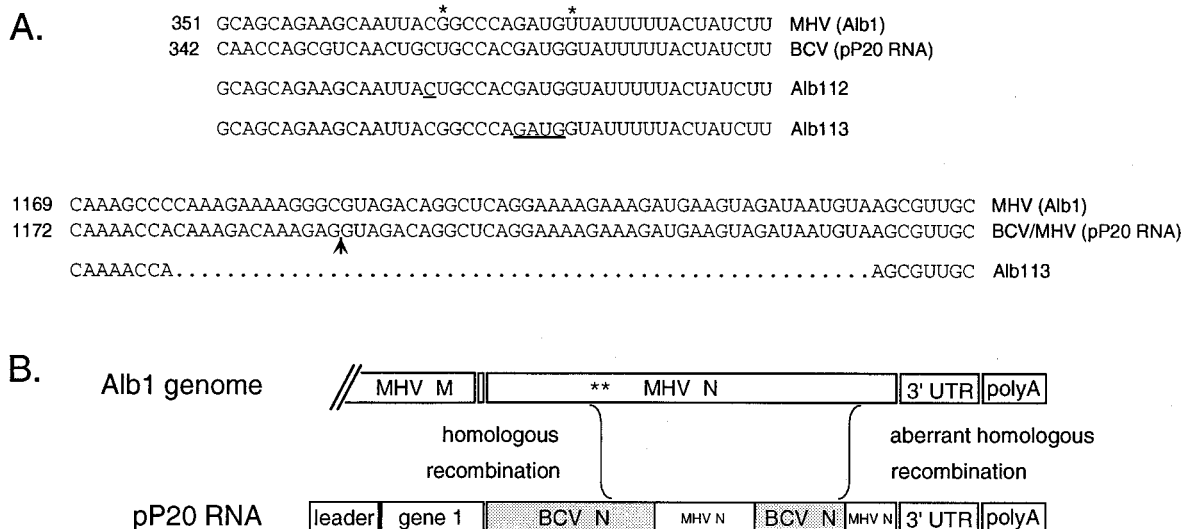 A.
* *
351 GCAGCAGAAGCAAUUACGGCCCAGAUGUUAUUUUUACUAUCUU MHV (Alb1)
342 CAACCAGCGUCAACUGCUGCCACGAUGGUAUUUUUACUAUCUU BCV (pP20 RNA)
GCAGCAGAAGCAAUUACUGCCACGAUGGUAUUUUUACUAUCUU Alb112
GCAGCAGAAGCAAUUACGGCCCAGAUGGUAUUUUUACUAUCUU Alb113
1169 CAAAGCCCCAAAGAAAAGGGCGUAGACAGGCUCAGGAAAAGAAAGAUGAAGUAGAUAAUGUAAGCGUUGC MHV (Alb1)
1172 CAAAACCACAAAGACAAAGAGGUAGACAGGCUCAGGAAAAGAAAGAUGAAGUAGAUAAUGUAAGCGUUGC BCV/MHV (pP20 RNA)
CAAAACCA......................................................AGCGUUGC Alb113
B.
Alb1 genome MHV M ** MHV N 3' UTR polyA
homologous recombination
aberrant homologous recombination
pP20 RNA leader gene 1 BCV N MHV N BCV N MHV N 3' UTR polyA